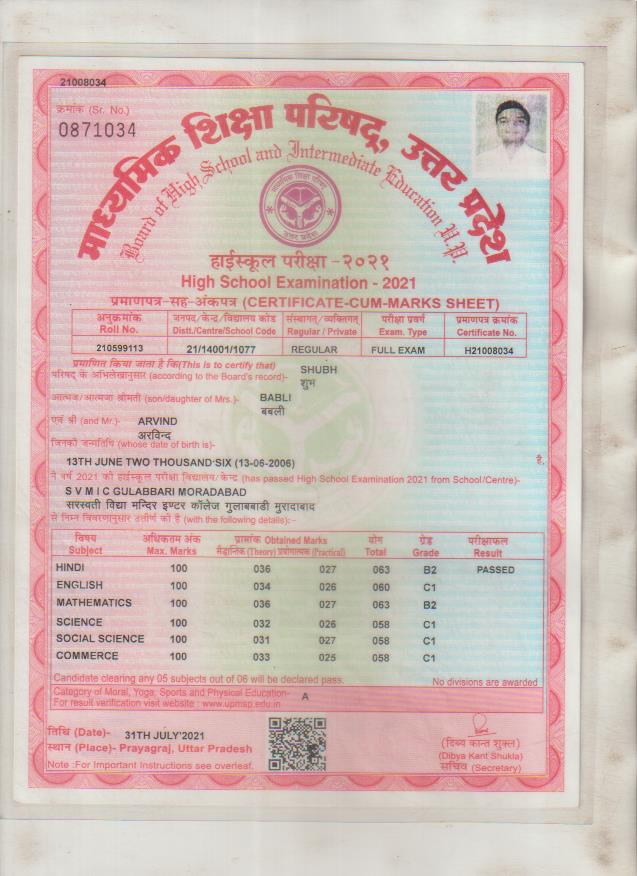 21008034
क्रमांक (Sr. No.)
0871034
माध्यमिक शिक्षा परिषद्, उत्तर प्रदेश
Board of High School and Intermediate Education U.P.
माध्यमिक शिक्षा परिषद
उत्तर प्रदेश
हाईस्कूल परीक्षा -२०२१
High School Examination - 2021
प्रमाणपत्र-सह-अंकपत्र (CERTIFICATE-CUM-MARKS SHEET)
अनुक्रमांक जनपद/केन्द्र/विद्यालय कोड संस्थागत/व्यक्तिगत परीक्षा प्रवर्ग प्रमाणपत्र क्रमांक
Roll No. Distt./Centre/School Code Regular / Private Exam. Type Certificate No.
210599113 21/14001/1077 REGULAR FULL EXAM H21008034
प्रमाणित किया जाता है कि(This is to certify that)
SHUBH
परिषद् के अभिलेखानुसार (according to the Board's record)-
शुभ
आत्मज/आत्मजा श्रीमती (son/daughter of Mrs.)- BABLI
बबली
एवं श्री (and Mr.)- ARVIND
अरविन्द
जिनकी जन्मतिथि (whose date of birth is)-
13TH JUNE TWO THOUSAND SIX (13-06-2006) है.
ने वर्ष 2021 की हाईस्कूल परीक्षा विद्यालय/केन्द्र (has passed High School Examination 2021 from School/Centre)-
S V M I C GULABBARI MORADABAD
सरस्वती विद्या मन्दिर इण्टर कॉलेज गुलाबबाडी मुरादाबाद
से निम्न विवरणानुसार उत्तीर्ण की है (with the following details):-
विषय अधिकतम अंक प्राप्तांक Obtained Marks योग ग्रेड परीक्षाफल
Subject Max. Marks सैद्धान्तिक (Theory) प्रयोगात्मक (Practical) Total Grade Result
HINDI 100 036 027 063 B2 PASSED
ENGLISH 100 034 026 060 C1
MATHEMATICS 100 036 027 063 B2
SCIENCE 100 032 026 058 C1
SOCIAL SCIENCE 100 031 027 058 C1
COMMERCE 100 033 025 058 C1
Candidate clearing any 05 subjects out of 06 will be declared pass. No divisions are awarded
Category of Moral, Yoga, Sports and Physical Education- A
For result verification visit website : www.upmsp.edu.in
तिथि (Date)- 31TH JULY'2021
स्थान (Place)- Prayagraj, Uttar Pradesh
Note :For Important Instructions see overleaf.
(दिब्य कान्त शुक्ल)
(Dibya Kant Shukla)
सचिव (Secretary)